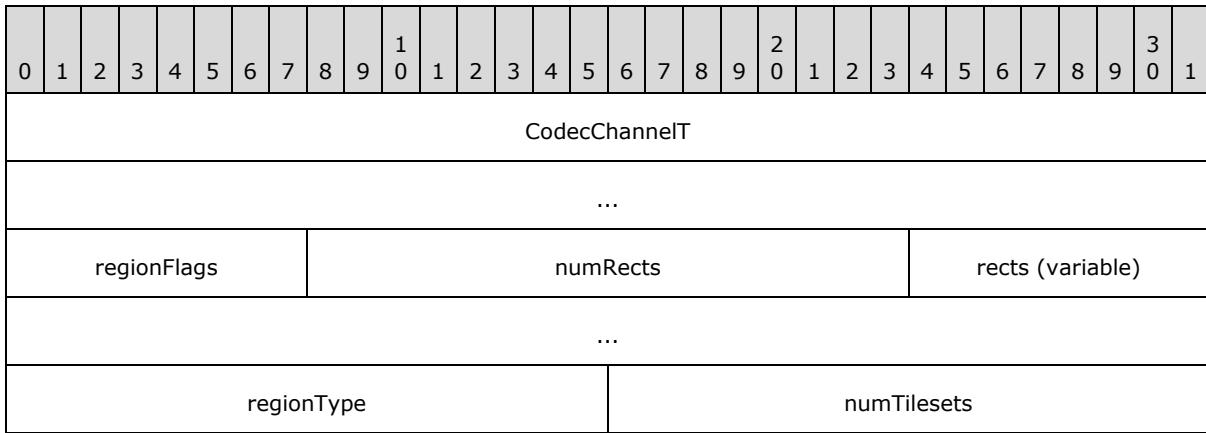 0 1 2 3 4 5 6 7 8 9 1 0 1 2 3 4 5 6 7 8 9 2 0 1 2 3 4 5 6 7 8 9 3 0 1
CodecChannelT
...
regionFlags numRects rects (variable)
...
regionType numTilesets